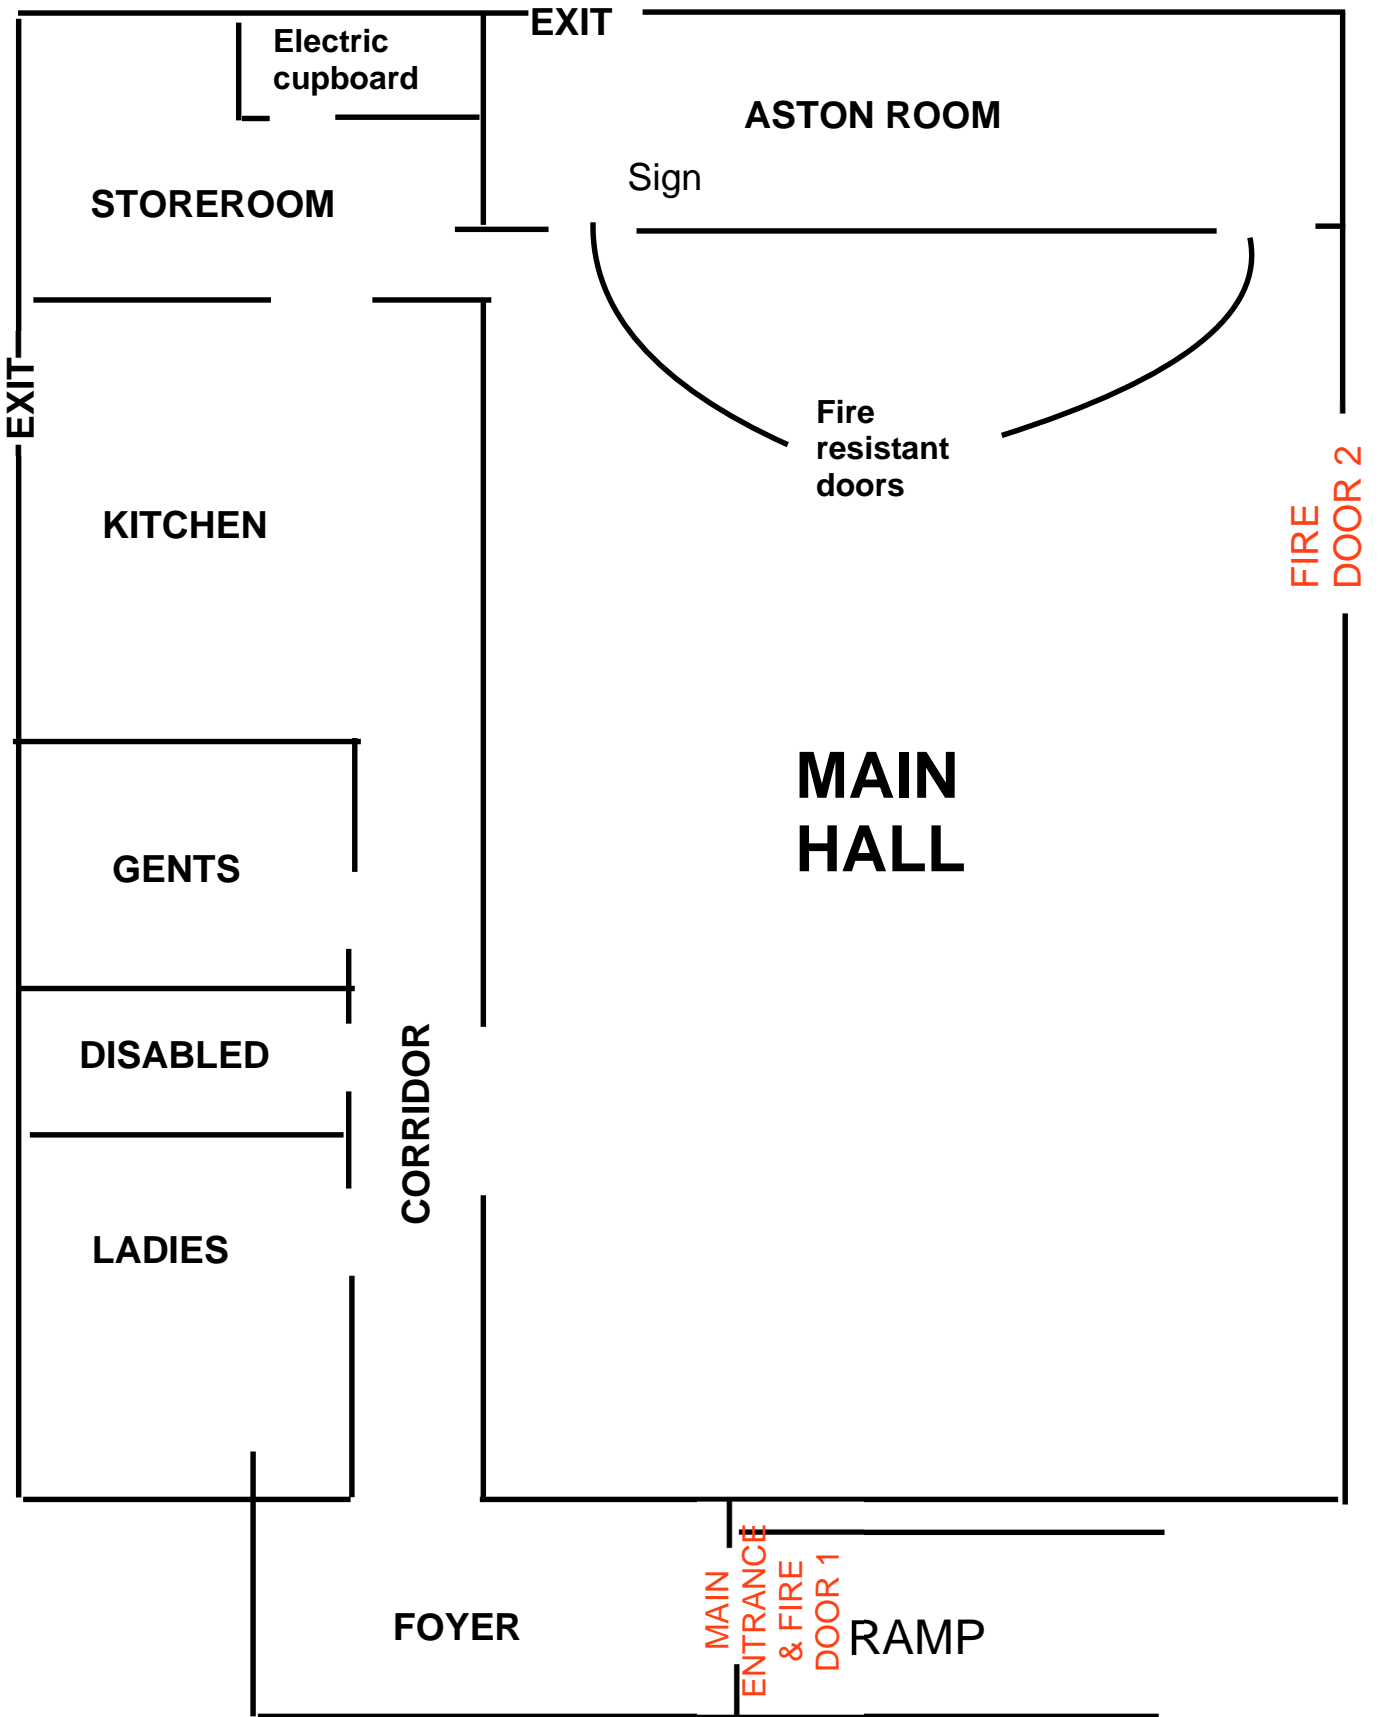 EXIT
Electric
cupboard
ASTON ROOM
Sign
STOREROOM
EXIT
Fire
resistant
doors
FIRE
DOOR 2
KITCHEN
MAIN
HALL
GENTS
CORRIDOR
DISABLED
LADIES
FOYER
MAIN
ENTRANCE
& FIRE
DOOR 1
RAMP